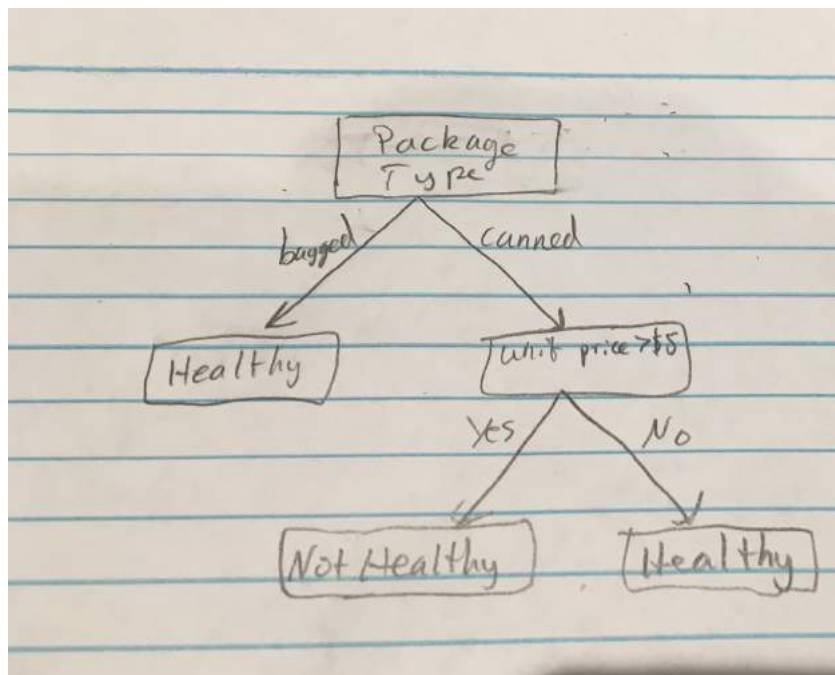 Package
Type
bagged
canned
Healthy
Unit price >$5
Yes
No
Not Healthy
Healthy